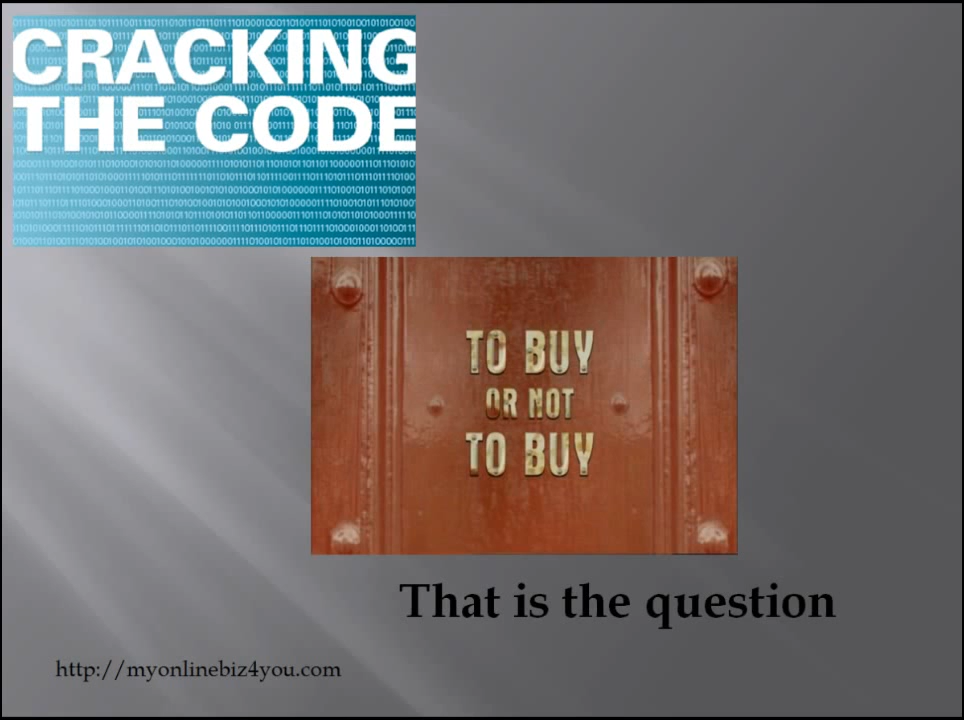 CRACKING
THE CODE
TO BUY
OR NOT
TO BUY
That is the question
http://myonlinebiz4you.com